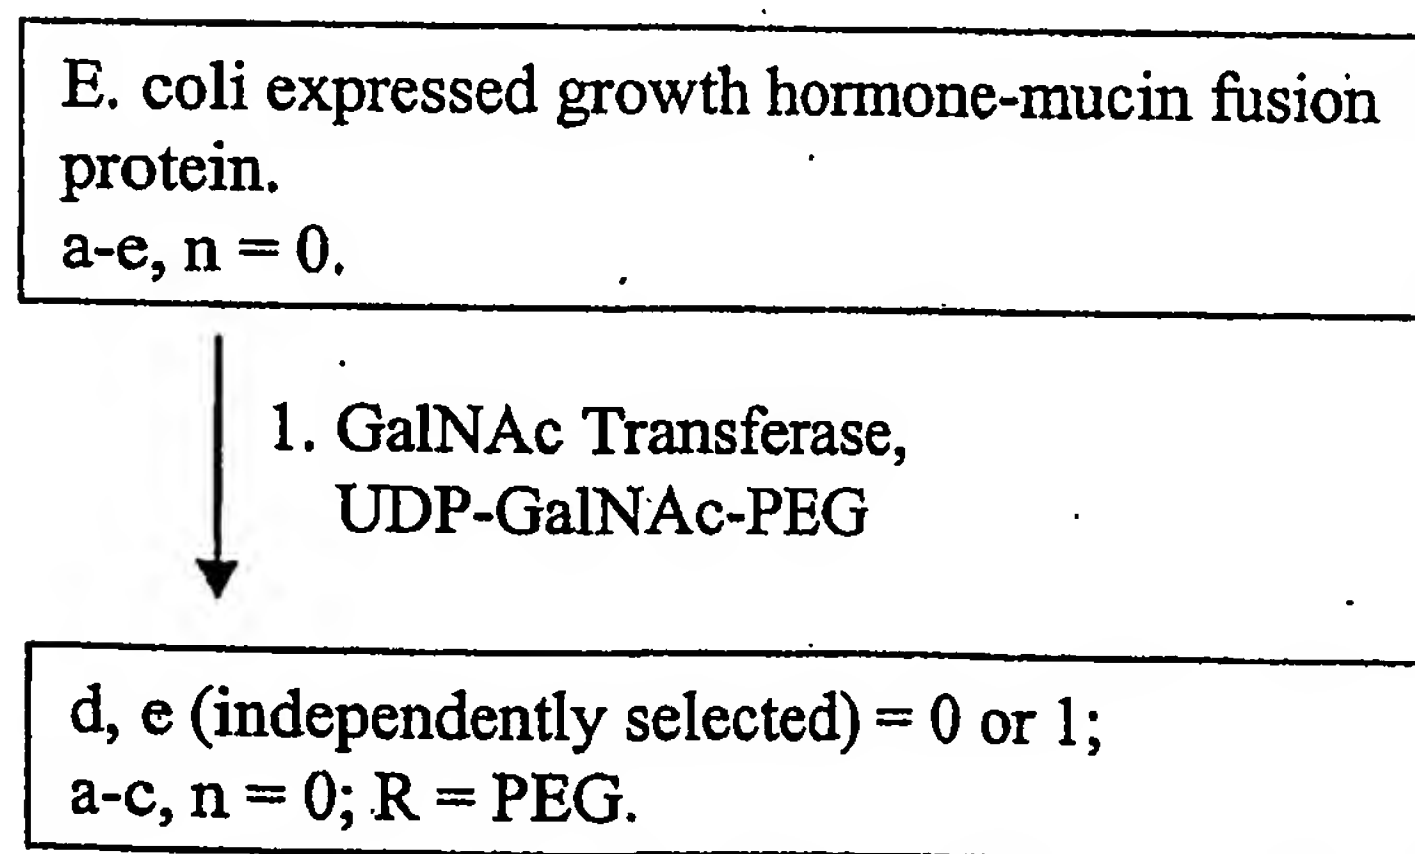 E. coli expressed growth hormone-mucin fusion
protein.
a-e, n = 0.
1. GalNAc Transferase,
UDP-GalNAc-PEG
d, e (independently selected) = 0 or 1;
a-c, n = 0; R = PEG.